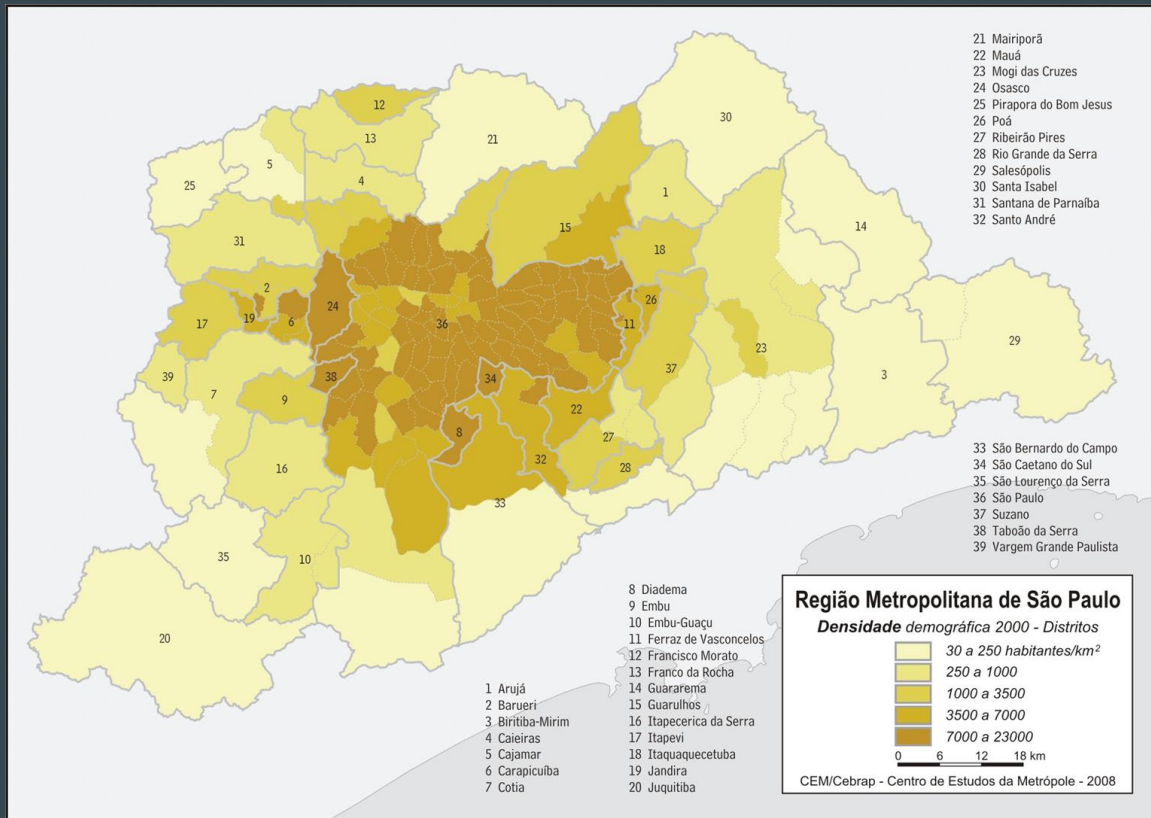 21 Mairiporã
22 Mauá
23 Mogi das Cruzes
24 Osasco
25 Pirapora do Bom Jesus
26 Poá
27 Ribeirão Pires
28 Rio Grande da Serra
29 Salesópolis
30 Santa Isabel
31 Santana de Parnaíba
32 Santo André
12
13
21
30
5
4
25
1
15
14
31
18
2
24
26
17
19
6
36
11
23
29
38
34
37
3
39
7
9
22
8
27
16
32
28
33
35
10
20
33 São Bernardo do Campo
34 São Caetano do Sul
35 São Lourenço da Serra
36 São Paulo
37 Suzano
38 Taboão da Serra
39 Vargem Grande Paulista
1 Arujá
2 Barueri
3 Biritiba-Mirim
4 Caieiras
5 Cajamar
6 Carapicuíba
7 Cotia
8 Diadema
9 Embu
10 Embu-Guaçu
11 Ferraz de Vasconcelos
12 Francisco Morato
13 Franco da Rocha
14 Guararema
15 Guarulhos
16 Itapecerica da Serra
17 Itapevi
18 Itaquaquecetuba
19 Jandira
20 Juquitiba
Região Metropolitana de São Paulo
Densidade demográfica 2000 - Distritos
30 a 250 habitantes/km²
250 a 1000
1000 a 3500
3500 a 7000
7000 a 23000
0 6 12 18 km
CEM/Cebrap - Centro de Estudos da Metrópole - 2008